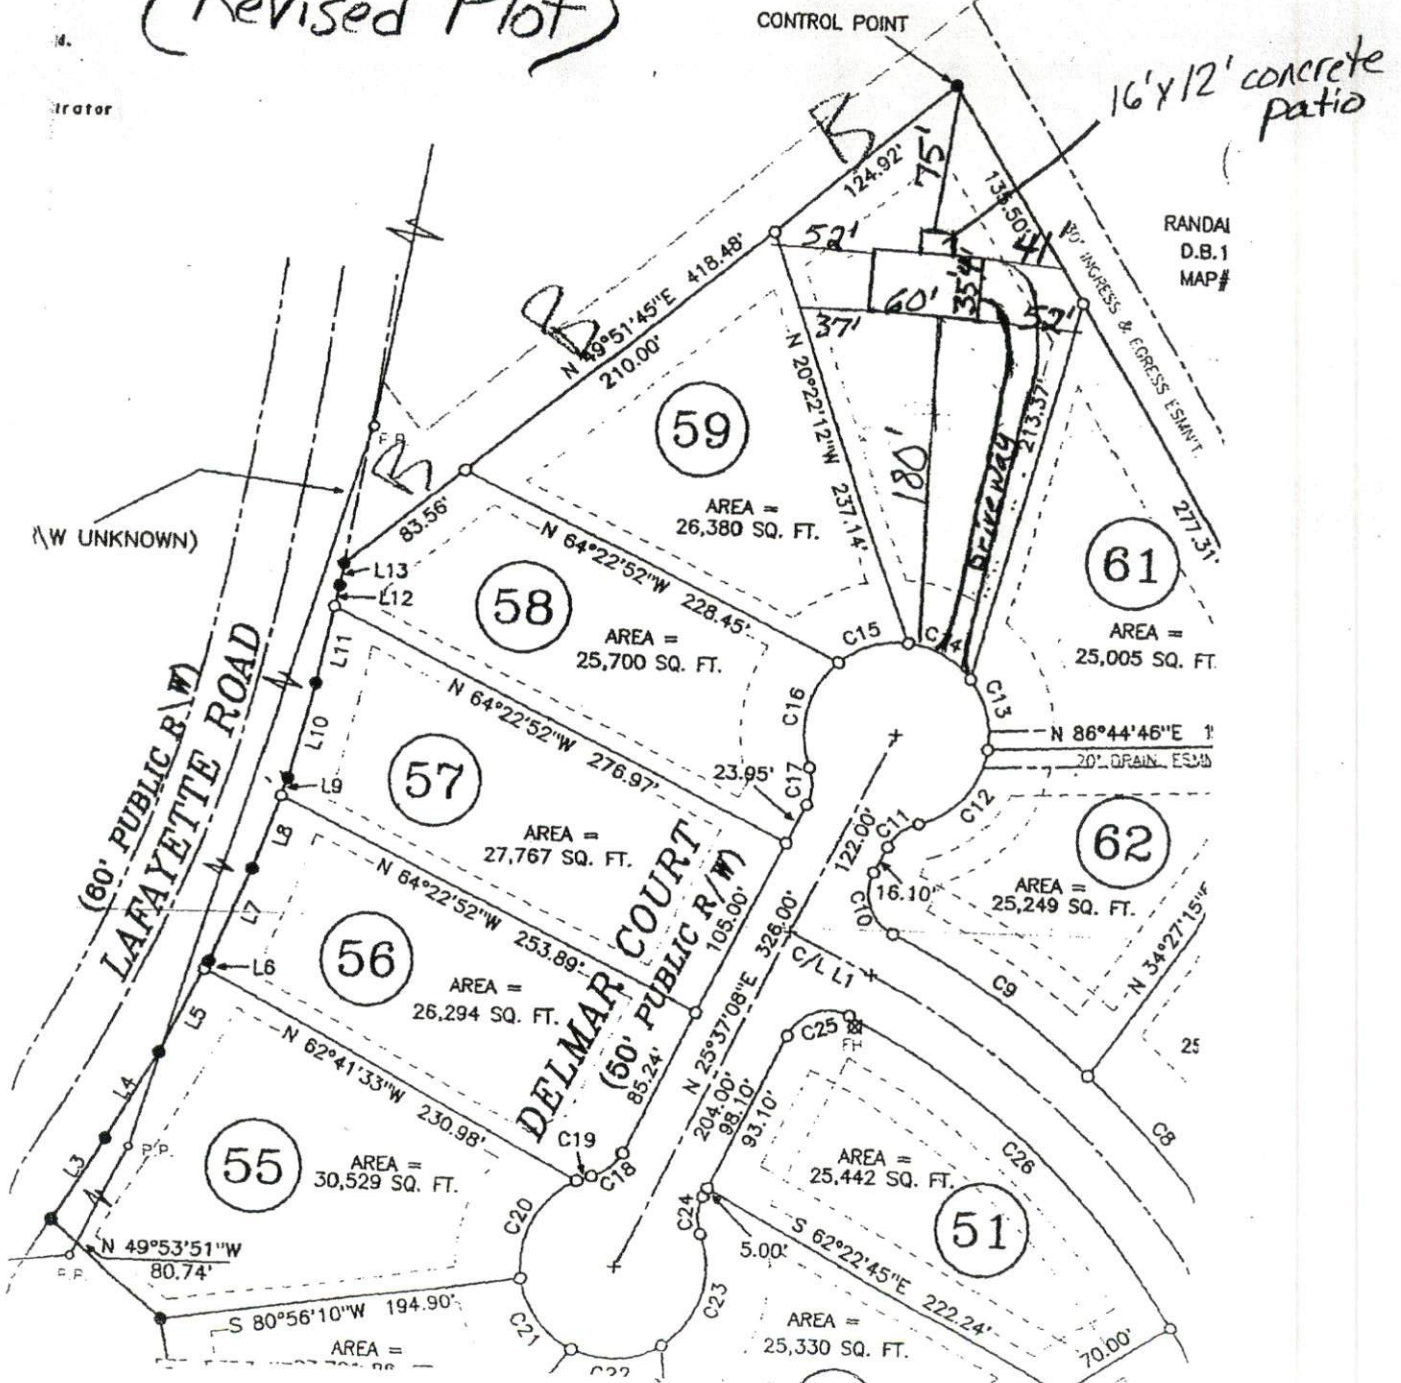 (Revised Plot)
d.
trator
CONTROL POINT
16'x12' concrete
patio
RANDAL
D.B.1
MAP#
124.92'
75'
135.50'
30' INGRESS & EGRESS ESMN'T.
52'
41
N 49°51'45"E 418.48'
210.00'
60'
35'4"
37'
52'
N 20°22'12"W 237.14'
180'
Driveway
213.37'
277.31'
59
AREA =
26,380 SQ. FT.
61
AREA =
25,005 SQ. FT.
\W UNKNOWN)
83.56'
L13
L12
L11
L10
L9
L8
L7
L6
L5
L4
L3
N 64°22'52"W 228.45'
58
AREA =
25,700 SQ. FT.
C15
C14
C13
C16
C17
23.95'
N 86°44'46"E 1
20' DRAIN. ESMN
C12
C11
16.10'
C10
122.00'
62
AREA =
25,249 SQ. FT.
N 34°27'15"E
N 64°22'52"W 276.97'
57
AREA =
27,767 SQ. FT.
(60' PUBLIC R\W)
LAFAYETTE ROAD
N 64°22'52"W 253.89'
56
AREA =
26,294 SQ. FT.
DELMAR COURT
(50' PUBLIC R/W)
105.00'
85.24'
N 25°37'08"E 326.00'
204.00'
98.10'
93.10'
C/L L1
C9
C8
C25
FH
25
C26
N 62°41'33"W 230.98'
55
AREA =
30,529 SQ. FT.
P.P.
C19
C18
C20
C24
5.00'
C23
C21
C22
AREA =
25,442 SQ. FT.
51
S 62°22'45"E 222.24'
70.00'
N 49°53'51"W
80.74'
S 80°56'10"W 194.90'
AREA =
AREA =
25,330 SQ. FT.